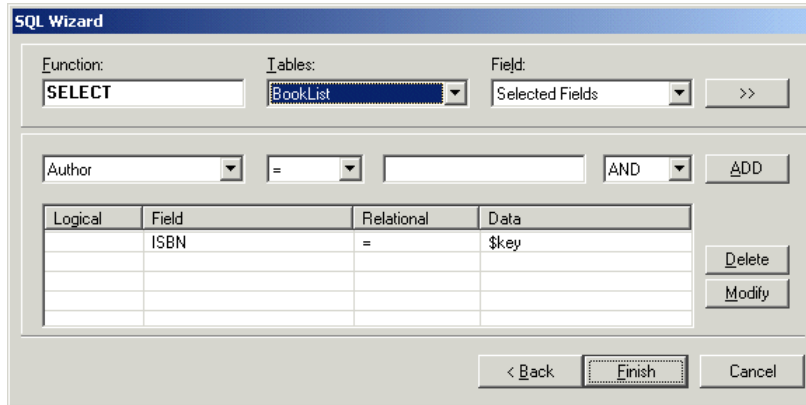 SQL Wizard
Function: Tables: Field:
SELECT BookList Selected Fields >>
Author = AND ADD
Logical Field Relational Data
ISBN = $key
Delete
Modify
< Back Finish Cancel